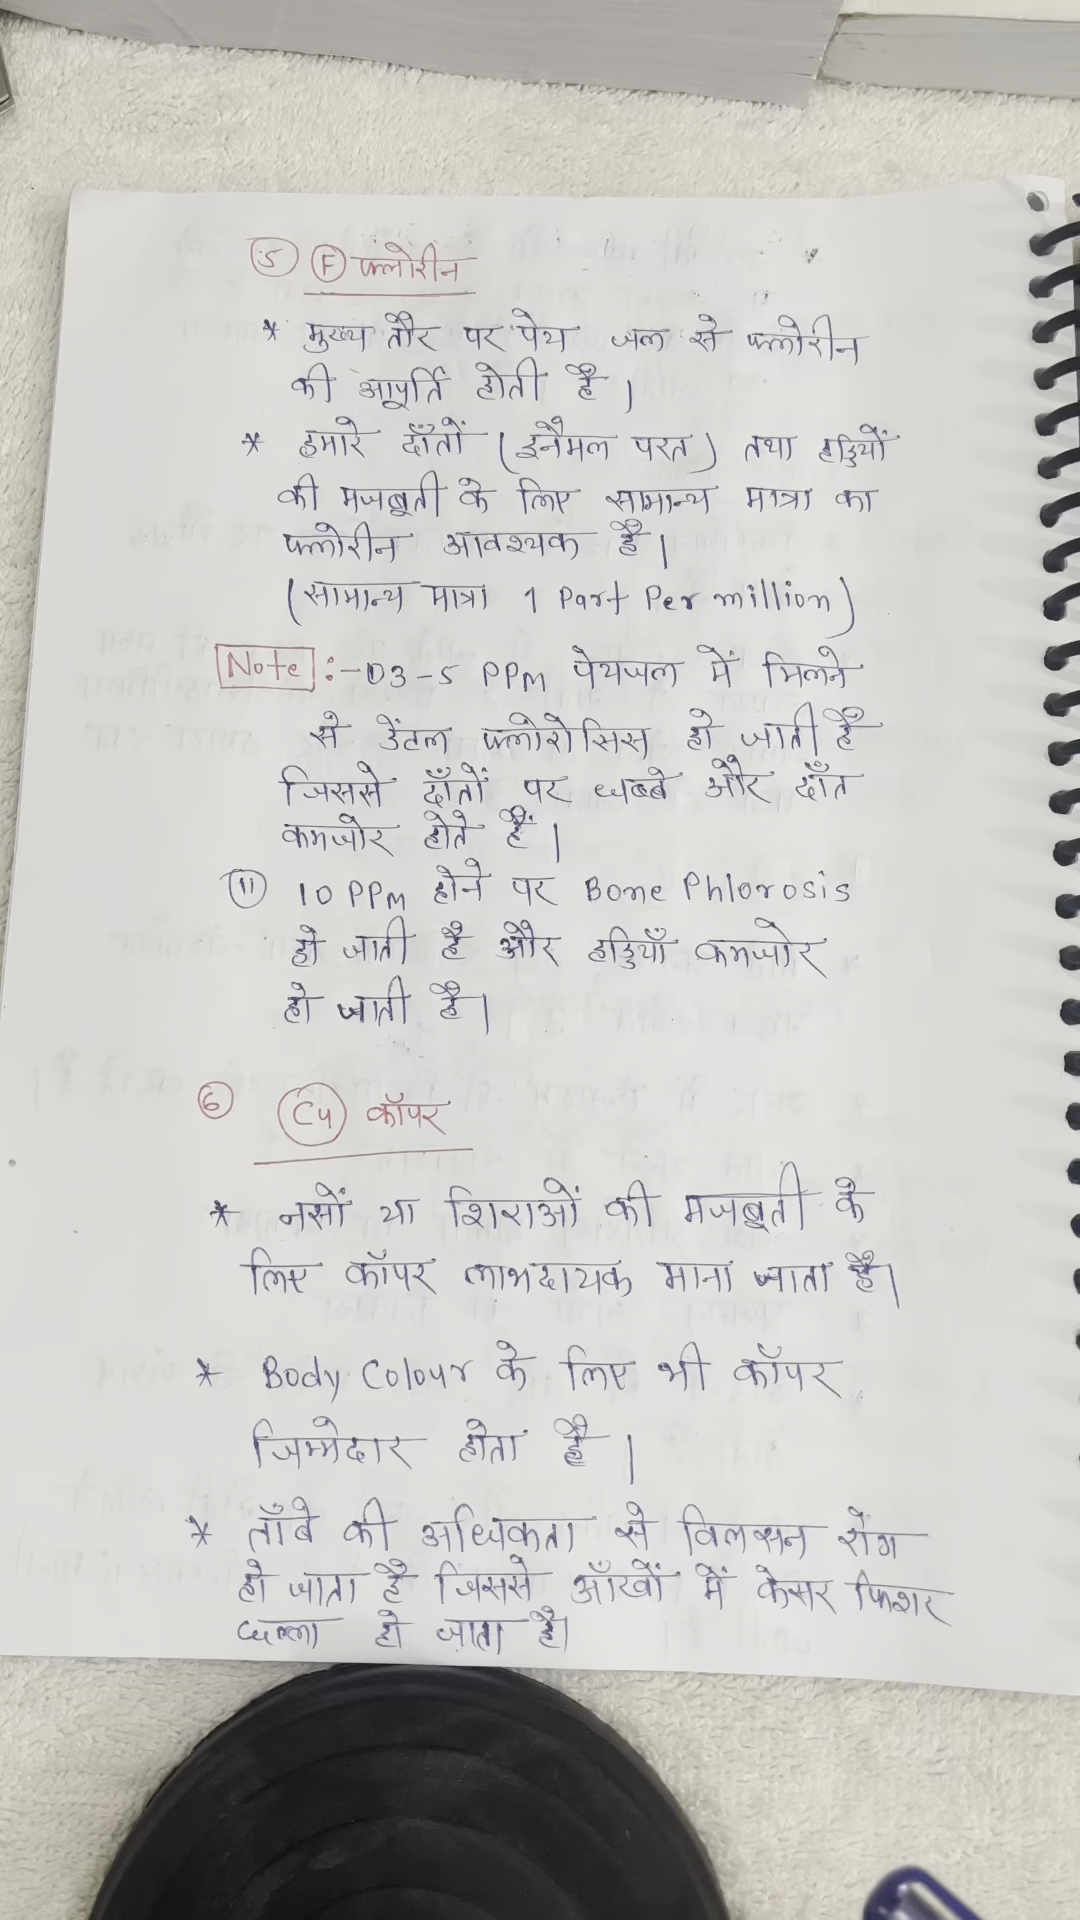 5 F फ्लोरीन
* मुख्य तौर पर पेय जल से फ्लोरीन
की आपूर्ति होती है।
* हमारे दाँतों (इनैमल परत) तथा हड्डियों
की मजबूती के लिए सामान्य मात्रा का
फ्लोरीन आवश्यक है।
(सामान्य मात्रा 1 Part Per million)
Note :- 1) 3-5 PPM पेयजल में मिलने
से डेंटल फ्लोरोसिस हो जाती है
जिससे दाँतों पर धब्बे और दाँत
कमजोर होते हैं।
11 10 PPM होने पर Bone Phlorosis
हो जाती है और हड्डियाँ कमजोर
हो जाती है।
6 Cu कॉपर
* नसों या शिराओं की मजबूती के
लिए कॉपर लाभदायक माना जाता है।
* Body Colour के लिए भी कॉपर
जिम्मेदार होता है।
* ताँबे की अधिकता से विलसन रोग
हो जाता है जिससे आँखों में केसर फिशर
छल्ला हो जाता है।